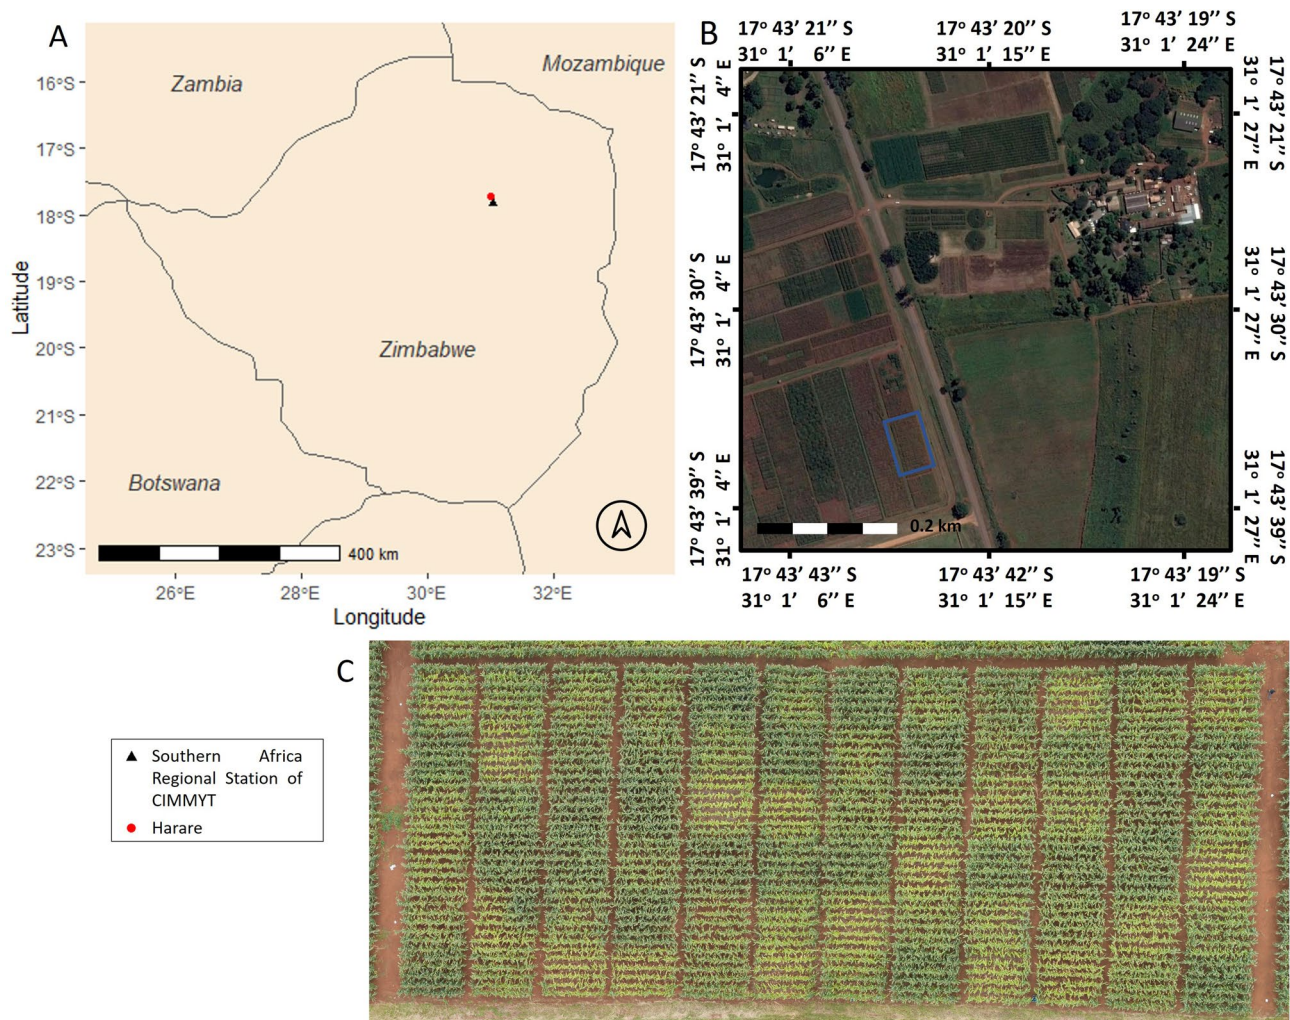 A
Zambia
Mozambique
Zimbabwe
Botswana
16°S
17°S
18°S
19°S
20°S
21°S
22°S
23°S
Latitude
400 km
26°E
28°E
30°E
32°E
Longitude
B
17° 43’ 21’’ S
31° 1’ 6’’ E
17° 43’ 20’’ S
31° 1’ 15’’ E
17° 43’ 19’’ S
31° 1’ 24’’ E
17° 43’ 21’’ S
31° 1’ 4’’ E
17° 43’ 30’’ S
31° 1’ 4’’ E
17° 43’ 39’’ S
31° 1’ 4’’ E
17° 43’ 21’’ S
31° 1’ 27’’ E
17° 43’ 30’’ S
31° 1’ 27’’ E
17° 43’ 39’’ S
31° 1’ 27’’ E
0.2 km
17° 43’ 43’’ S
31° 1’ 6’’ E
17° 43’ 42’’ S
31° 1’ 15’’ E
17° 43’ 19’’ S
31° 1’ 24’’ E
C
Southern Africa
Regional Station of
CIMMYT
Harare